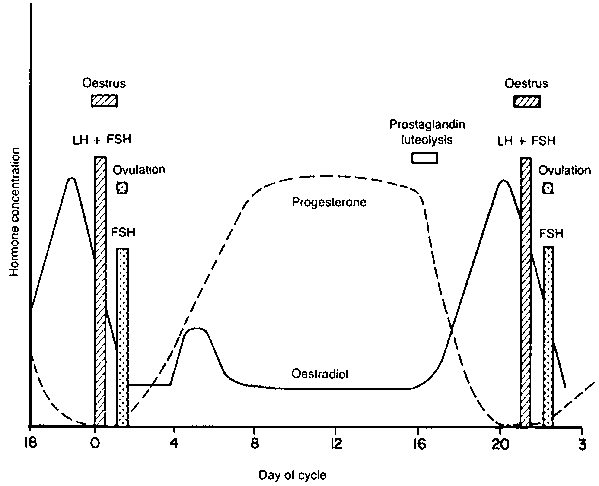 Oestrus
Oestrus
Prostaglandin
luteolysis
LH + FSH
LH + FSH
Ovulation
Ovulation
Hormone concentration
Progesterone
FSH
FSH
Oestradiol
18 0 4 8 12 16 20 3
Day of cycle